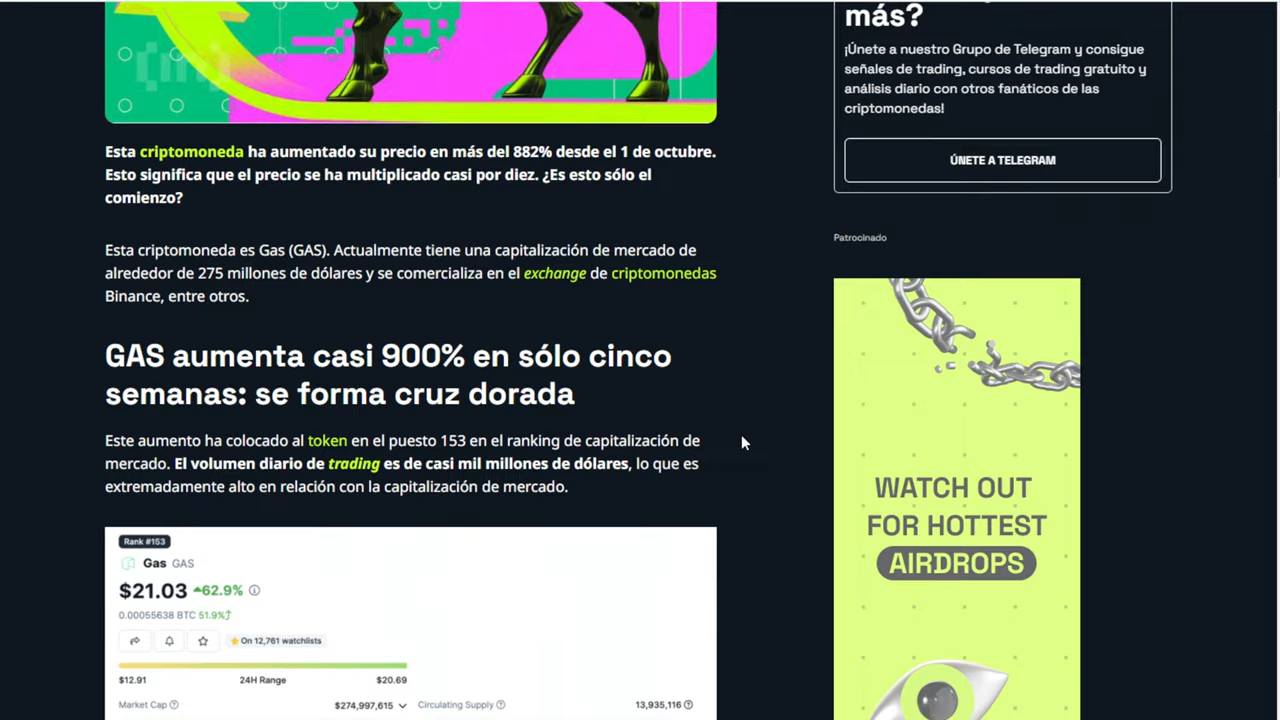 Esta criptomoneda ha aumentado su precio en más del 882% desde el 1 de octubre.
Esto significa que el precio se ha multiplicado casi por diez. ¿Es esto sólo el
comienzo?
Esta criptomoneda es Gas (GAS). Actualmente tiene una capitalización de mercado de
alrededor de 275 millones de dólares y se comercializa en el exchange de criptomonedas
Binance, entre otros.
GAS aumenta casi 900% en sólo cinco
semanas: se forma cruz dorada
Este aumento ha colocado al token en el puesto 153 en el ranking de capitalización de
mercado. El volumen diario de trading es de casi mil millones de dólares, lo que es
extremadamente alto en relación con la capitalización de mercado.
Rank #153
Gas GAS
$21.03 62.9%
0.00055638 BTC 51.9%
On 12,761 watchlists
$12.91 24H Range $20.69
Market Cap $274,997,615 Circulating Supply 13,935,116
más?
¡Únete a nuestro Grupo de Telegram y consigue
señales de trading, cursos de trading gratuito y
análisis diario con otros fanáticos de las
criptomonedas!
ÚNETE A TELEGRAM
Patrocinado
WATCH OUT
FOR HOTTEST
AIRDROPS